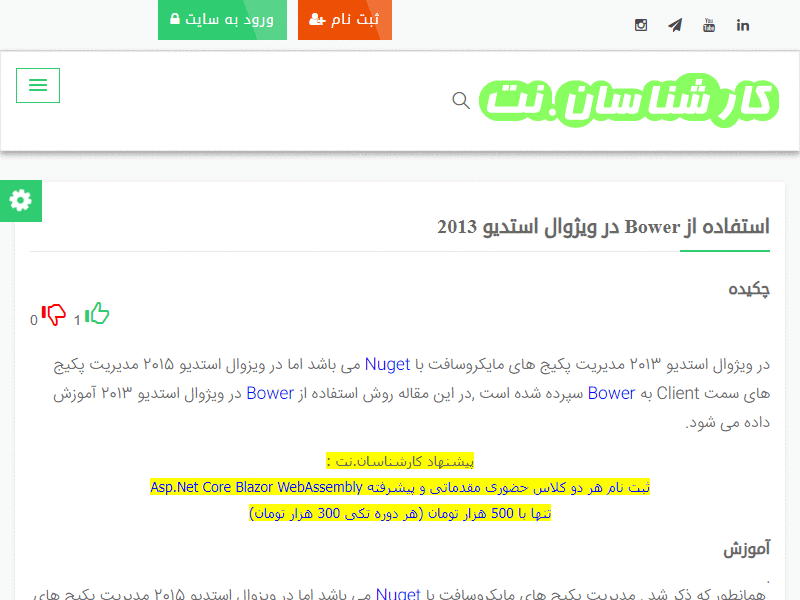 ثبت نام
ورود به سایت
کارشناسان.نت
استفاده از Bower در ویژوال استدیو 2013
چکیده
0 1
در ویژوال استدیو ۲۰۱۳ مدیریت پکیج های مایکروسافت با Nuget می باشد اما در ویزوال استدیو ۲۰۱۵ مدیریت پکیج
های سمت Client به Bower سپرده شده است ,در این مقاله روش استفاده از Bower در ویژوال استدیو ۲۰۱۳ آموزش
داده می شود.
پیشنهاد کارشناسان.نت :
ثبت نام هر دو کلاس حضوری مقدماتی و پیشرفته Asp.Net Core Blazor WebAssembly
تنها با 500 هزار تومان (هر دوره تکی 300 هزار تومان)
آموزش
.
همانطور که ذکر شد . مدیریت پکیج های مایکروسافت با Nuget می باشد اما در ویزوال استدیو ۲۰۱۵ مدیریت پکیج های